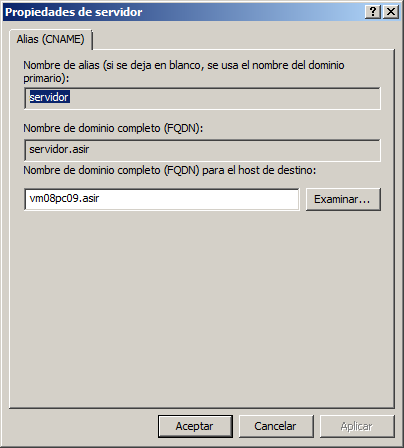 Propiedades de servidor
Alias (CNAME)
Nombre de alias (si se deja en blanco, se usa el nombre del dominio
primario):
servidor
Nombre de dominio completo (FQDN):
servidor.asir
Nombre de dominio completo (FQDN) para el host de destino:
vm08pc09.asir
Examinar...
Aceptar
Cancelar
Aplicar